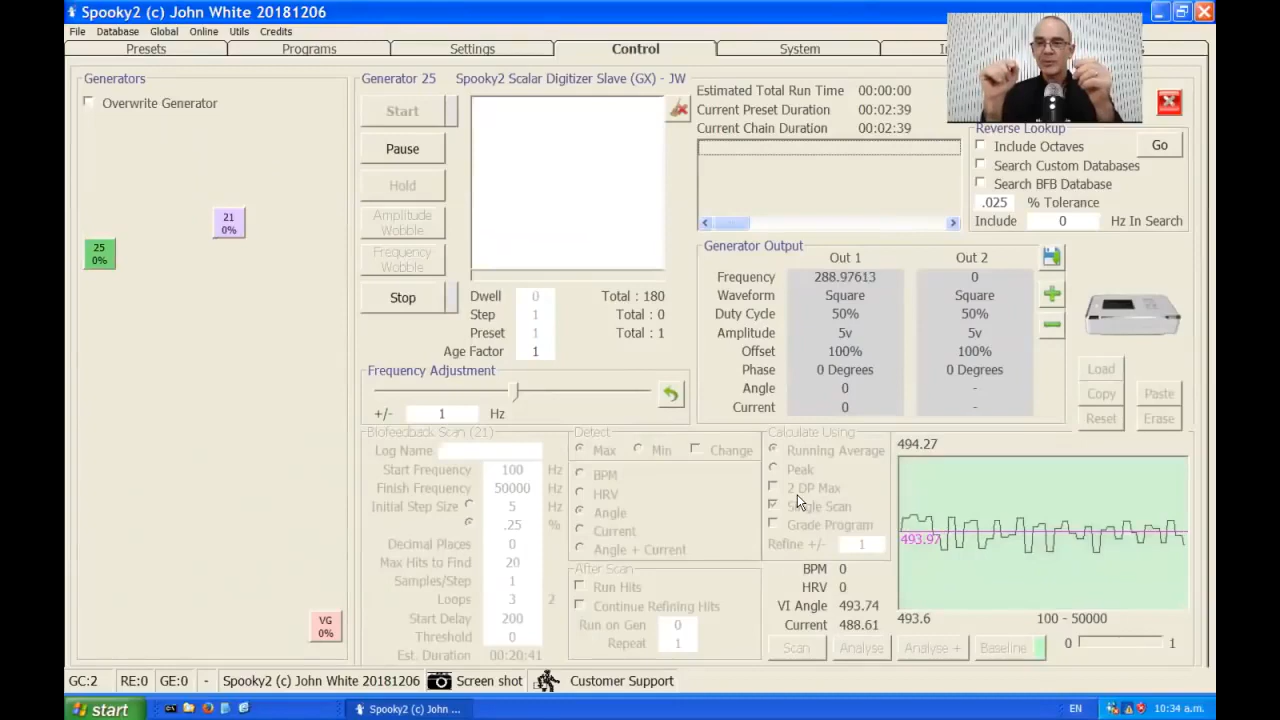 Spooky2 (c) John White 20181206
File Database Global Online Utils Credits
Presets Programs Settings Control System
Generators
Overwrite Generator
21
0%
25
0%
VG
0%
Generator 25 Spooky2 Scalar Digitizer Slave (GX) - JW
Start
Pause
Hold
Amplitude
Wobble
Frequency
Wobble
Stop
Dwell 0 Total : 180
Step 1 Total : 0
Preset 1 Total : 1
Age Factor 1
Frequency Adjustment
+/- 1 Hz
Estimated Total Run Time 00:00:00
Current Preset Duration 00:02:39
Current Chain Duration 00:02:39
Reverse Lookup
Include Octaves Go
Search Custom Databases
Search BFB Database
.025 % Tolerance
Include 0 Hz In Search
Generator Output
Out 1 Out 2
Frequency 288.97613 0
Waveform Square Square
Duty Cycle 50% 50%
Amplitude 5v 5v
Offset 100% 100%
Phase 0 Degrees 0 Degrees
Angle 0 -
Current 0 -
Load
Copy Paste
Reset Erase
Biofeedback Scan (21)
Log Name
Start Frequency 100 Hz
Finish Frequency 50000 Hz
Initial Step Size 5 Hz
.25 %
Decimal Places 0
Max Hits to Find 20
Samples/Step 1
Loops 3 2
Start Delay 200
Threshold 0
Est. Duration 00:20:41
Detect
Max Min Change
BPM
HRV
Angle
Current
Angle + Current
After Scan
Run Hits
Continue Refining Hits
Run on Gen 0
Repeat 1
Calculate Using
Running Average
Peak
2 DP Max
Single Scan
Grade Program
Refine +/- 1
BPM 0
HRV 0
VI Angle 493.74
Current 488.61
494.27
493.97
493.6 100 - 50000
Scan Analyse Analyse + Baseline 0 1
GC:2 RE:0 GE:0 - Spooky2 (c) John White 20181206 Screen shot Customer Support
start Spooky2 (c) John ... EN 10:34 a.m.